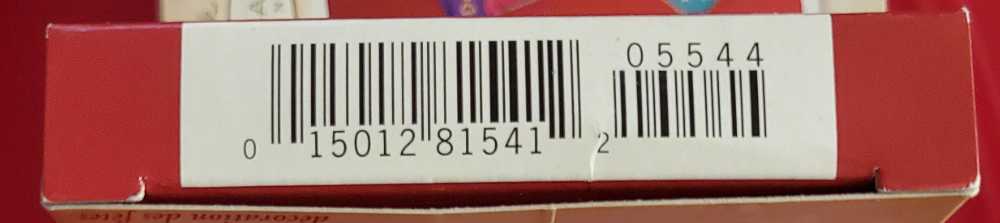 05544
0 15012 81541 2
décoration des fêtes